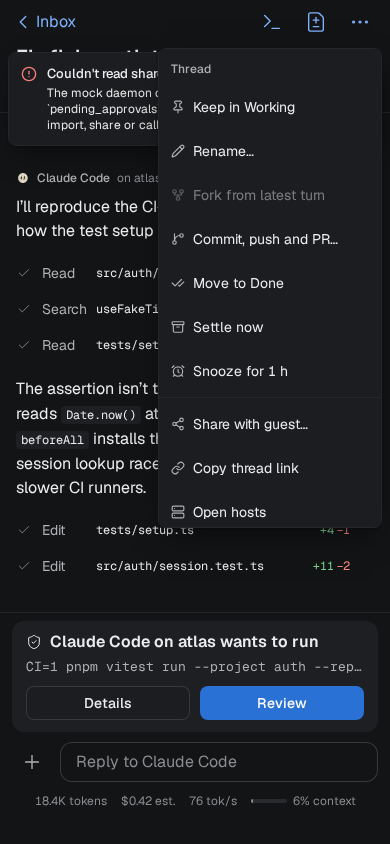 Inbox
Couldn't read shar
The mock daemon d
`pending_approvals
import, share or call
Thread
Keep in Working
Rename…
Fork from latest turn
Commit, push and PR…
Move to Done
Settle now
Snooze for 1 h
Share with guest…
Copy thread link
Open hosts
Claude Code on atlas
I'll reproduce the CI
how the test setup
Read src/auth/
Search useFakeTi
Read tests/set
The assertion isn't t
reads Date.now() at
beforeAll installs th
session lookup race
slower CI runners.
Edit tests/setup.ts +4 −1
Edit src/auth/session.test.ts +11 −2
Claude Code on atlas wants to run
CI=1 pnpm vitest run --project auth --rep…
Details Review
Reply to Claude Code
18.4K tokens $0.42 est. 76 tok/s 6% context